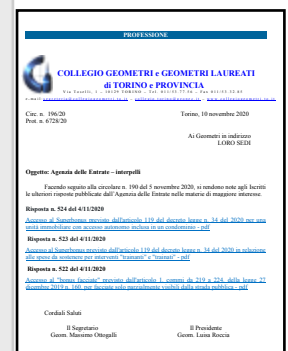 PROFESSIONE
COLLEGIO GEOMETRI e GEOMETRI LAUREATI
di TORINO e PROVINCIA
Circ. n. 196/20
Torino, 10 novembre 2020
Prot. n. 6728/20
Ai Geometri in indirizzo
LORO SEDI
Oggetto: Agenzia delle Entrate – interpelli
Facendo seguito alla circolare n. 190 del 5 novembre 2020, si rendono note agli Iscritti
le ulteriori risposte pubblicate dall'Agenzia delle Entrate nelle materie di maggiore interesse.
Risposta n. 524 del 4/11/2020
Accesso al Superbonus previsto dall'articolo 119 del decreto legge n. 34 del 2020 per una
unità immobiliare con accesso autonomo inclusa in un condominio - pdf
Risposta n. 523 del 4/11/2020
Accesso al Superbonus previsto dall'articolo 119 del decreto legge n. 34 del 2020 in relazione
alle spese da sostenere per interventi "trainanti" e "trainati" - pdf
Risposta n. 522 del 4/11/2020
Accesso al "bonus facciate" previsto dall'articolo 1, commi da 219 a 224, della legge 27
dicembre 2019 n. 160, per facciate solo parzialmente visibili dalla strada pubblica - pdf
Cordiali Saluti
Il Segretario
Il Presidente
Geom. Massimo Ottogalli
Geom. Luisa Roccia